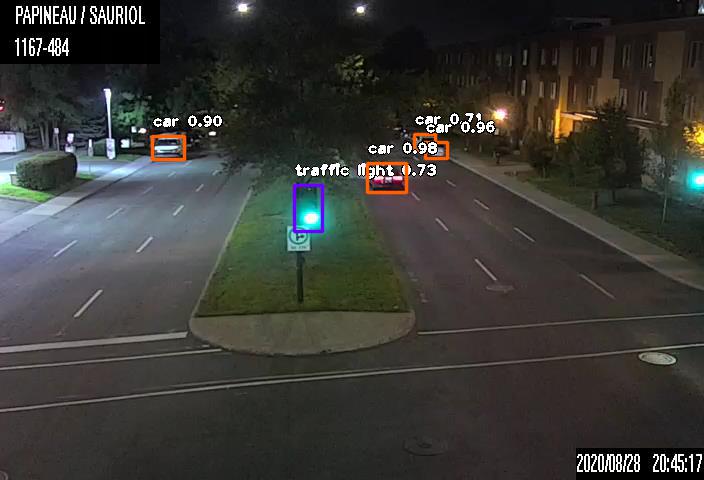 PAPINEAU / SAURIOL
1167-484
car 0.90
car 0.71
car 0.96
car 0.98
traffic light 0.73
2020/08/28 20:45:17